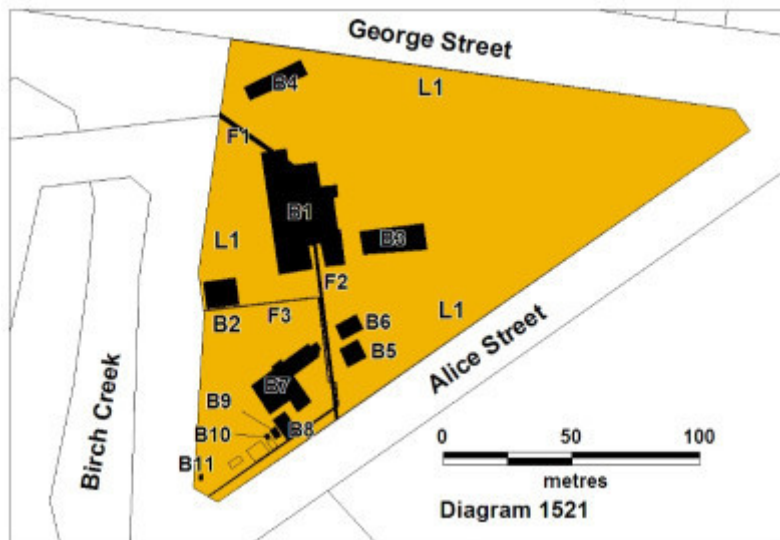 George Street
B4
L1
F1
B1
L1
B3
F2
B2
F3
L1
B6
B5
Alice Street
B7
B9
B8
B10
B11
Birch Creek
0 50 100
metres
Diagram 1521